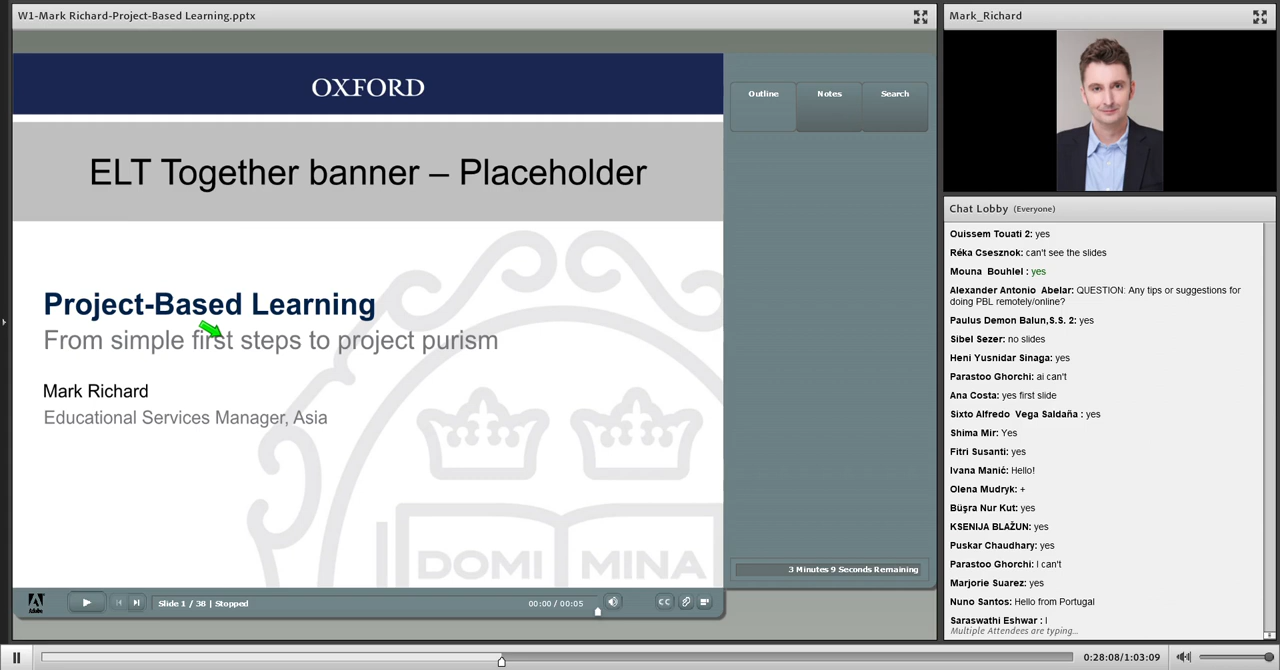 W1-Mark Richard-Project-Based Learning.pptx
OXFORD
ELT Together banner – Placeholder
Project-Based Learning
From simple first steps to project purism
Mark Richard
Educational Services Manager, Asia
DOMI MINA
Outline
Notes
Search
3 Minutes 9 Seconds Remaining
Adobe
Slide 1 / 38 | Stopped
00:00 / 00:05
CC
Mark_Richard
Chat Lobby (Everyone)
Ouissem Touati 2: yes
Réka Csesznok: can't see the slides
Mouna Bouhlel : yes
Alexander Antonio Abelar: QUESTION: Any tips or suggestions for
doing PBL remotely/online?
Paulus Demon Balun,S.S. 2: yes
Sibel Sezer: no slides
Heni Yusnidar Sinaga: yes
Parastoo Ghorchi: ai can't
Ana Costa: yes first slide
Sixto Alfredo Vega Saldaña : yes
Shima Mir: Yes
Fitri Susanti: yes
Ivana Manić: Hello!
Olena Mudryk: +
Büşra Nur Kut: yes
KSENIJA BLAŽUN: yes
Puskar Chaudhary: yes
Parastoo Ghorchi: I can't
Marjorie Suarez: yes
Nuno Santos: Hello from Portugal
Saraswathi Eshwar : I
Multiple Attendees are typing...
0:28:08/1:03:09